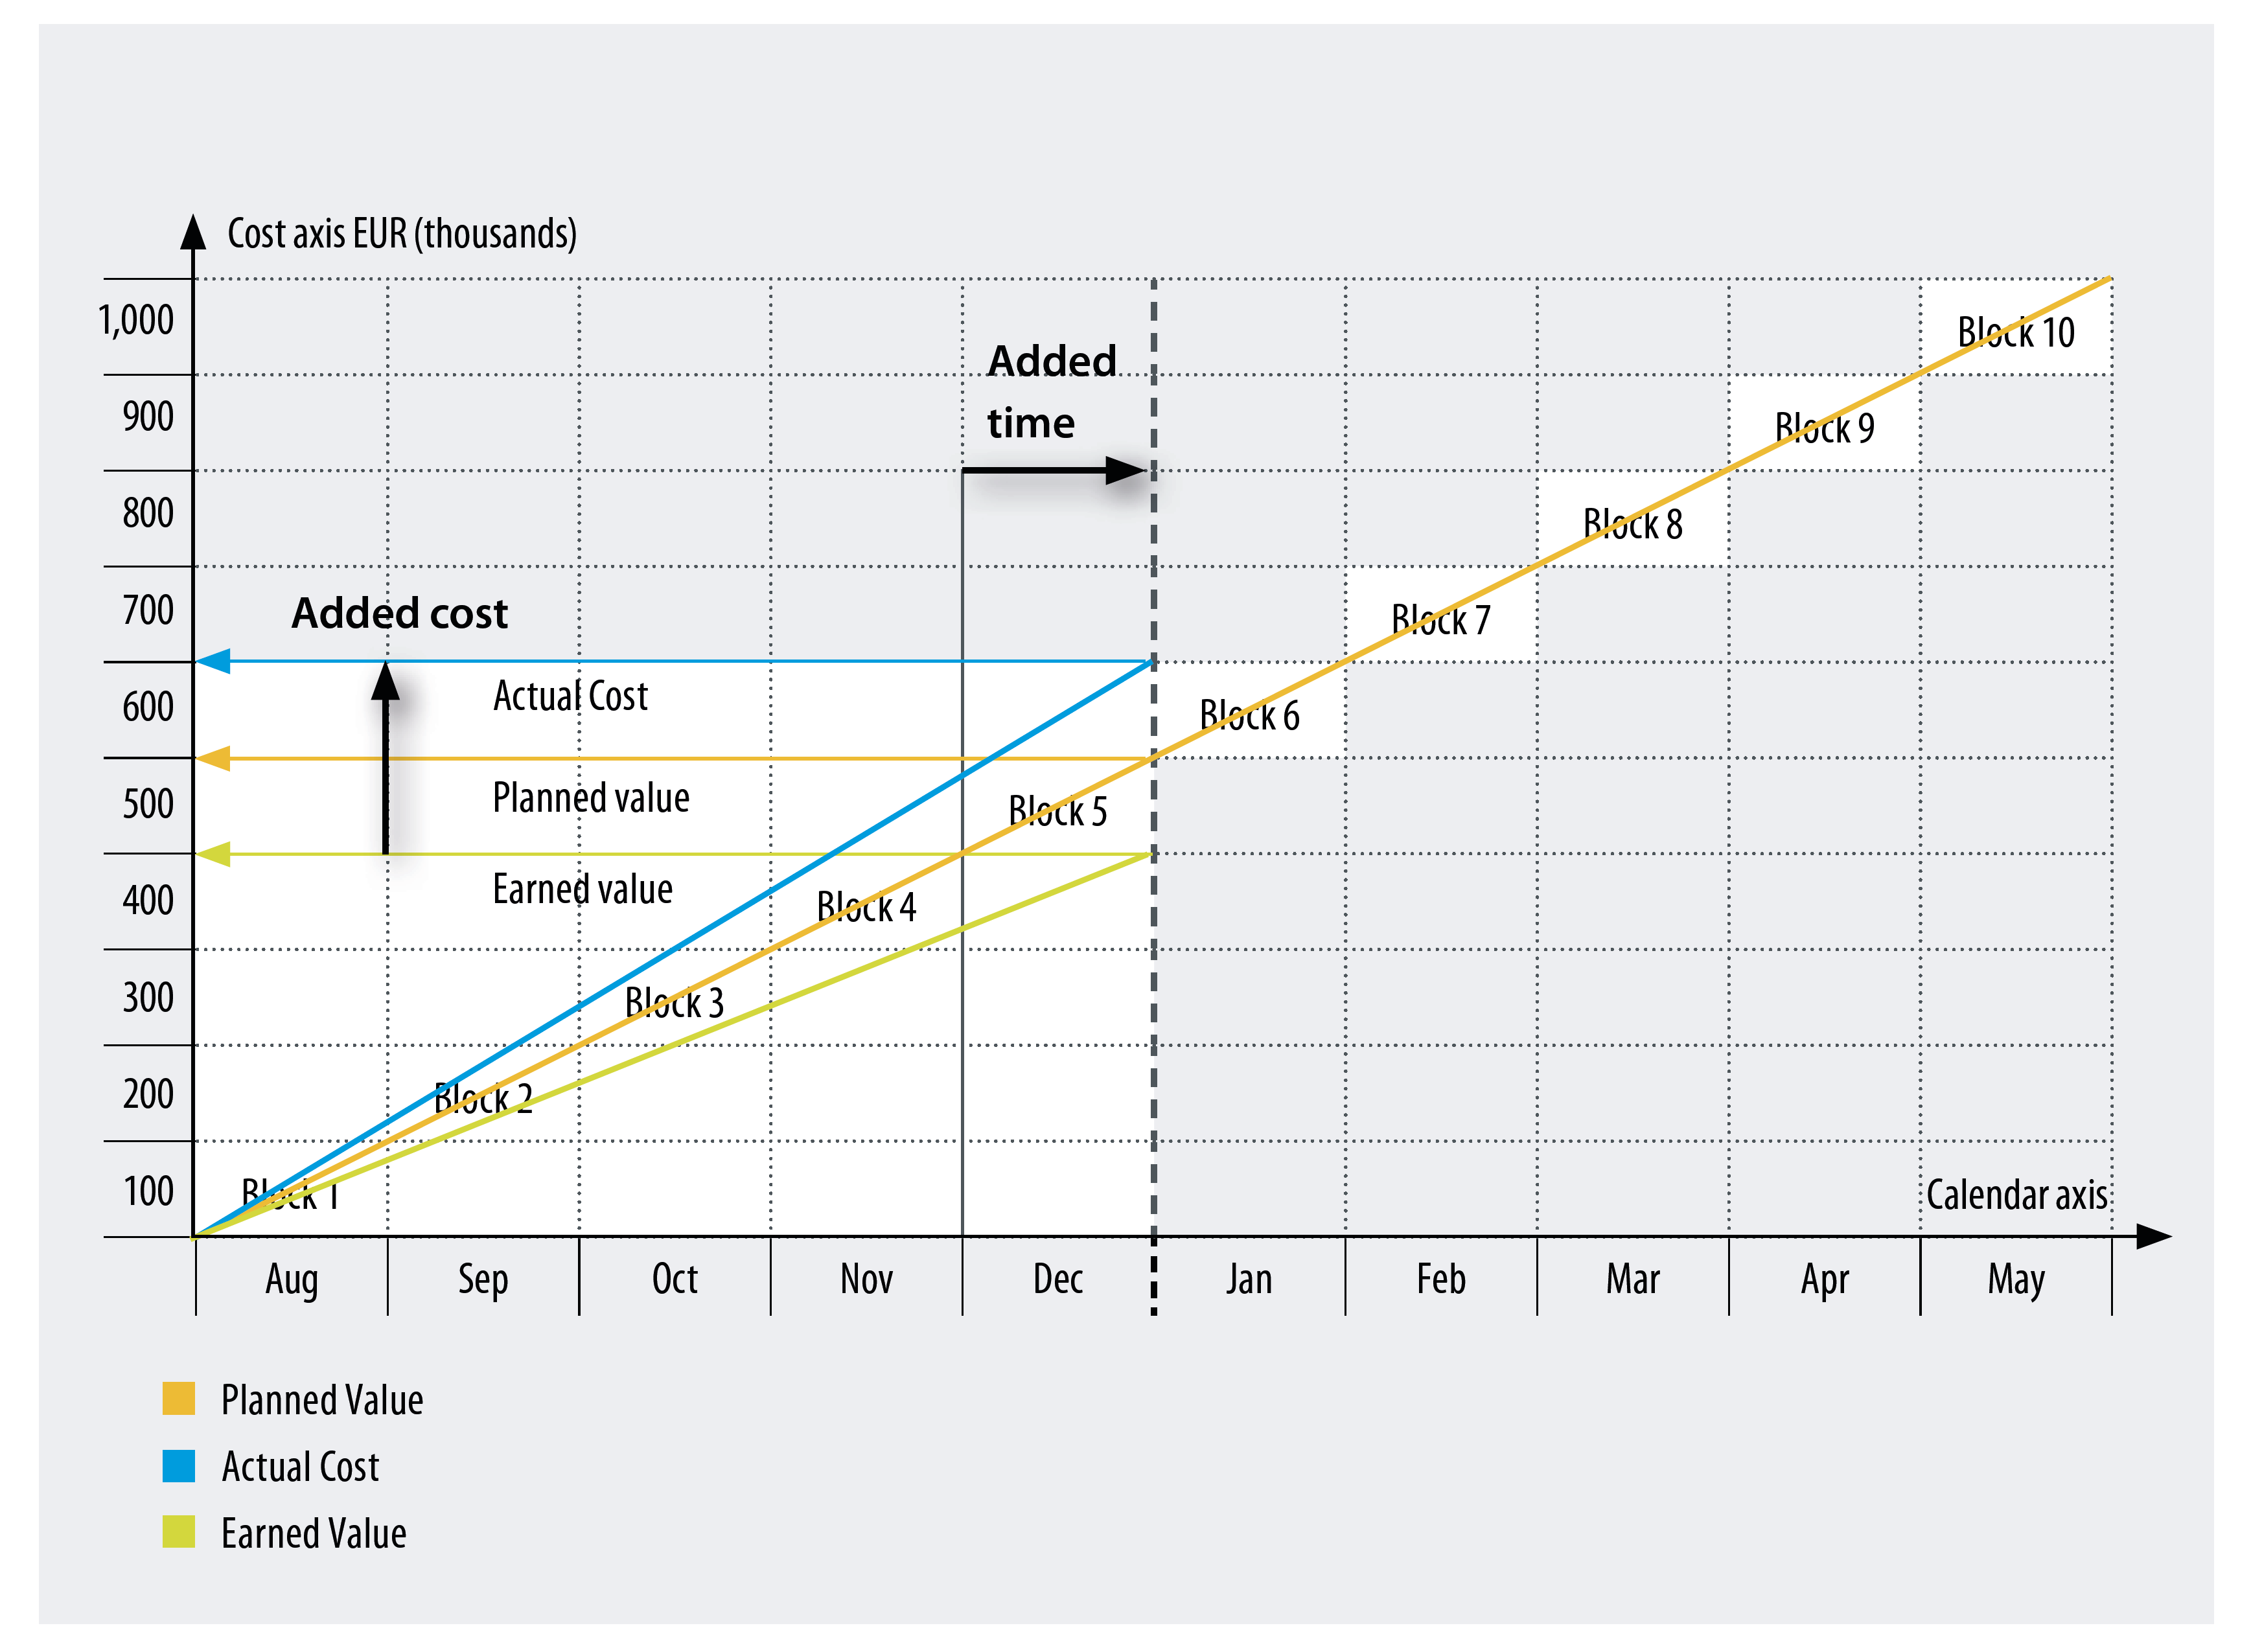 Cost axis EUR (thousands)
1,000
Block 10
Added
time
900
Block 9
800
Block 8
700
Added cost
Block 7
600
Actual Cost
Block 6
500
Planned value
Block 5
400
Earned value
Block 4
300
Block 3
200
Block 2
100
Block 1
Calendar axis
Aug Sep Oct Nov Dec Jan Feb Mar Apr May
Planned Value
Actual Cost
Earned Value